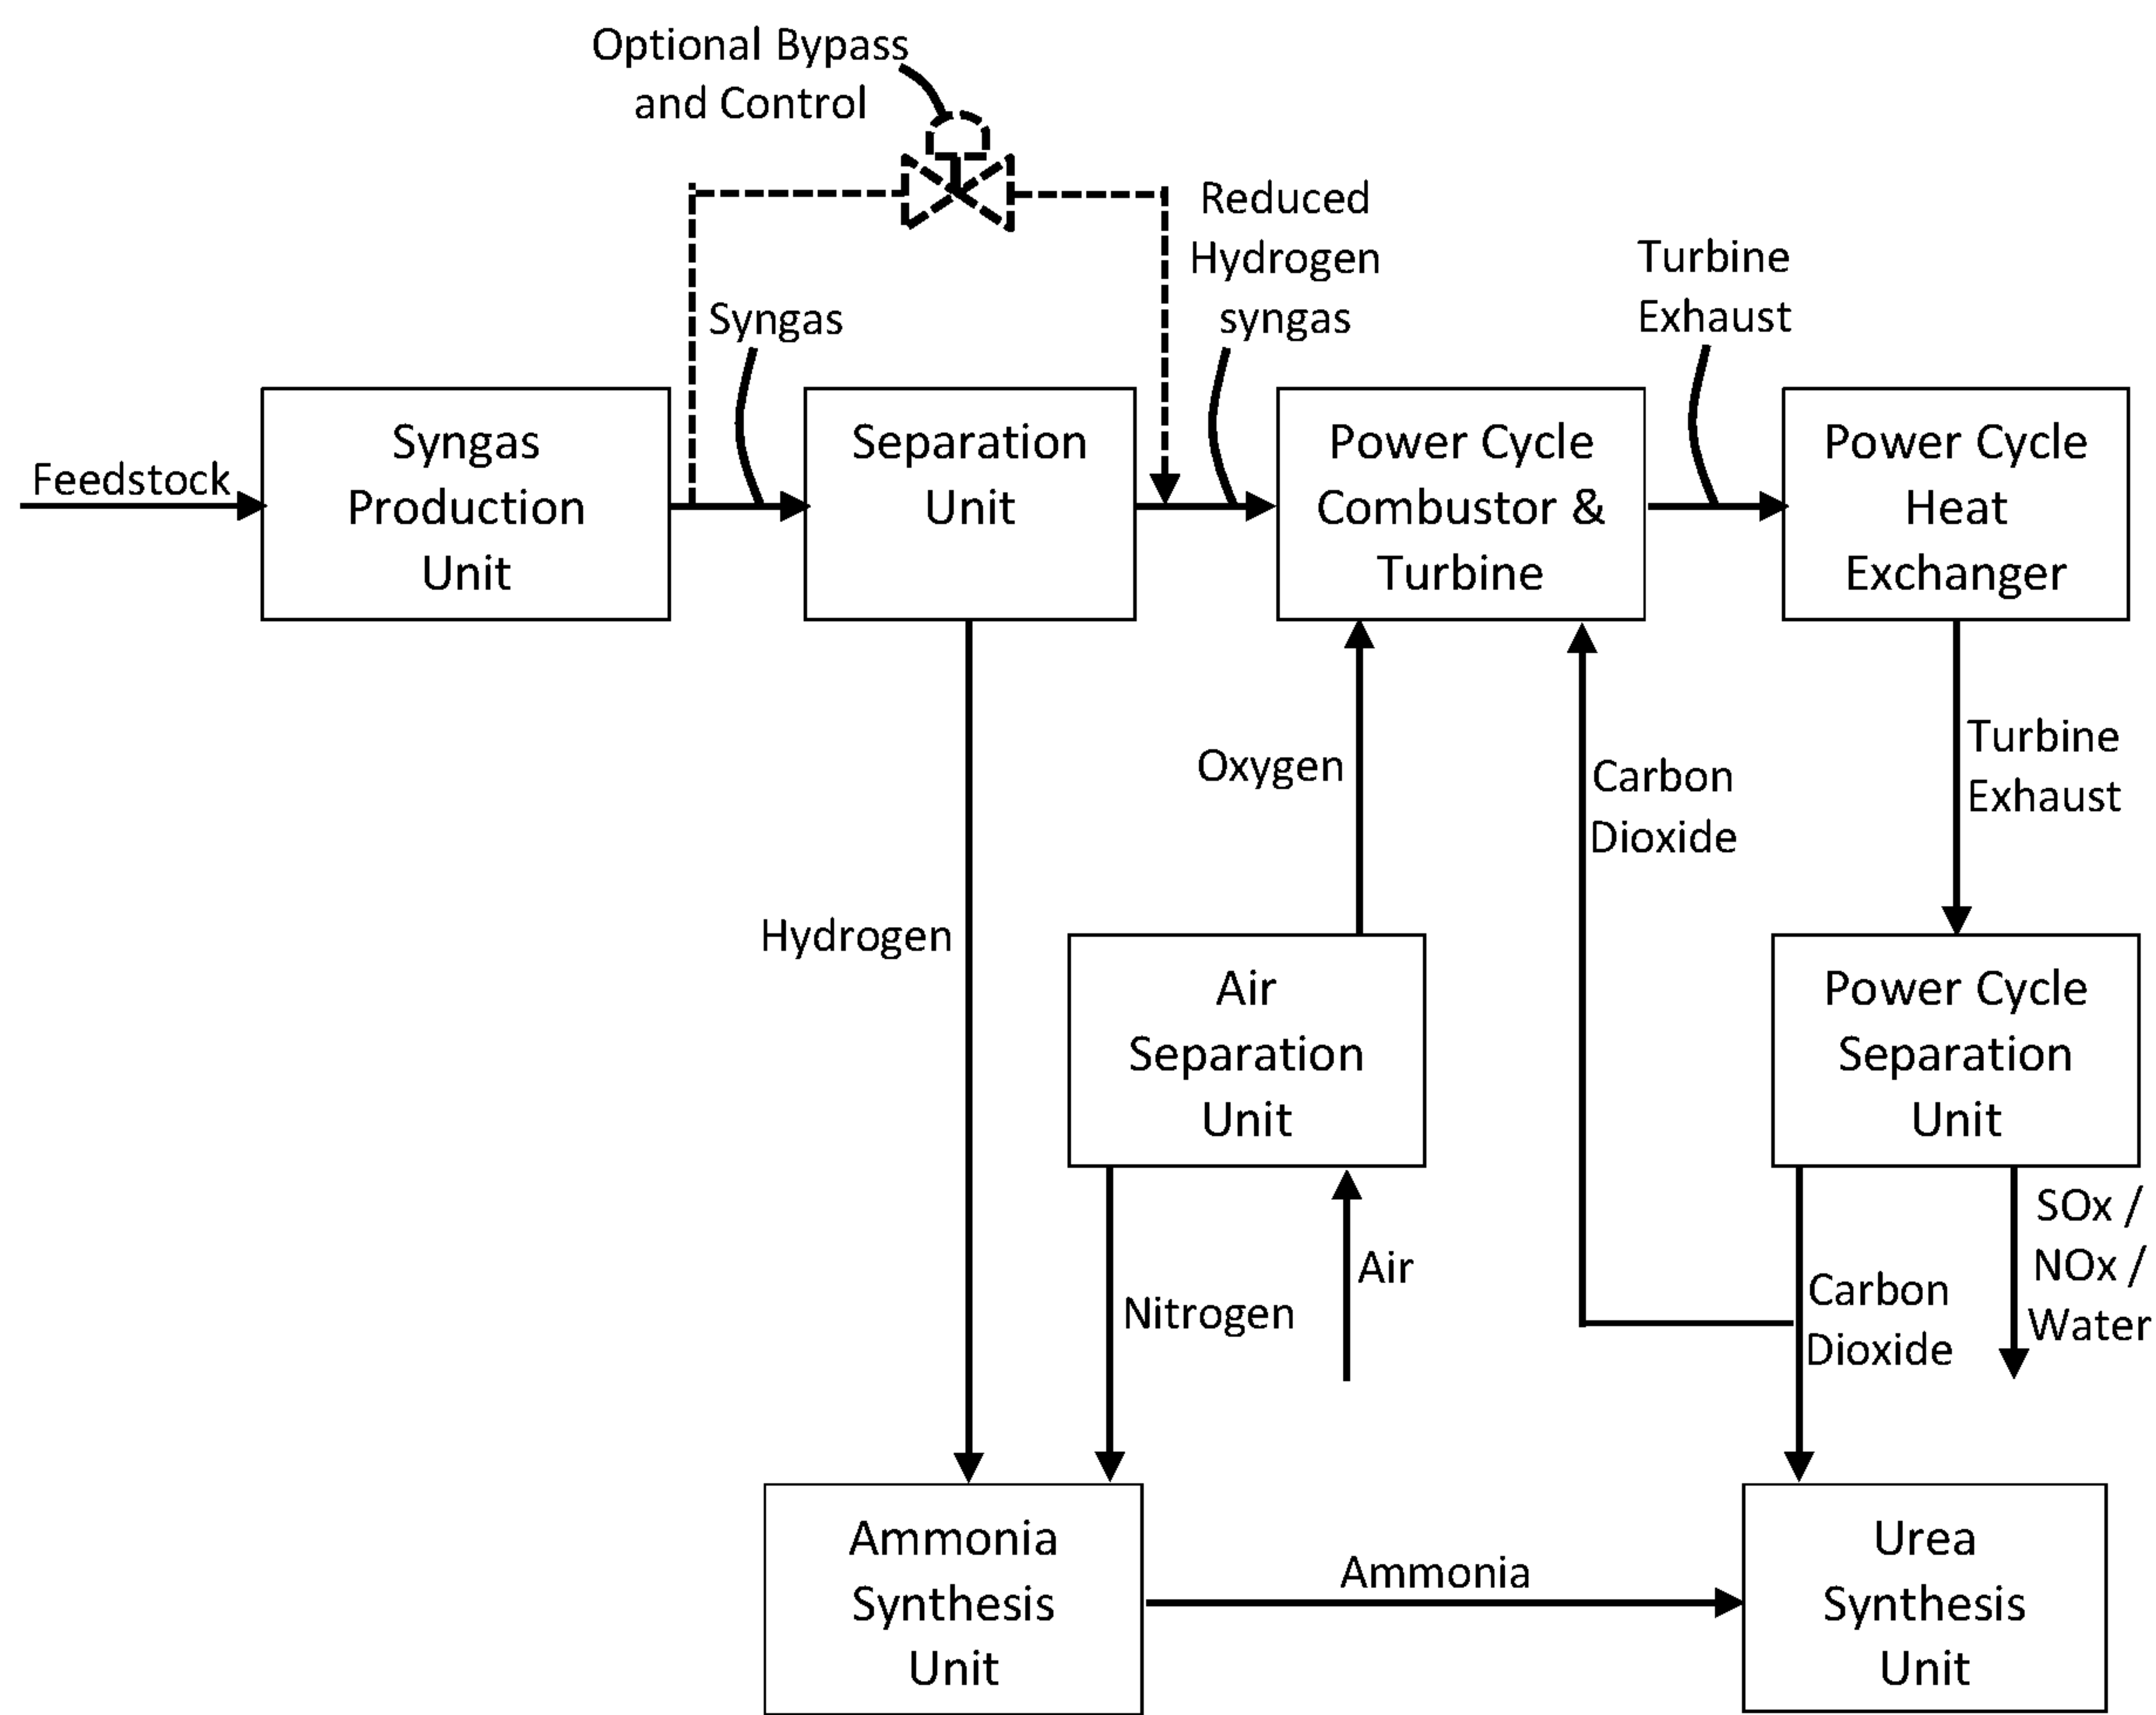 Optional Bypass
and Control
Reduced
Hydrogen
syngas
Turbine
Exhaust
Syngas
Feedstock
Syngas
Production
Unit
Separation
Unit
Power Cycle
Combustor &
Turbine
Power Cycle
Heat
Exchanger
Oxygen
Carbon
Dioxide
Turbine
Exhaust
Hydrogen
Air
Separation
Unit
Power Cycle
Separation
Unit
Nitrogen
Air
Carbon
Dioxide
SOx /
NOx /
Water
Ammonia
Synthesis
Unit
Ammonia
Urea
Synthesis
Unit